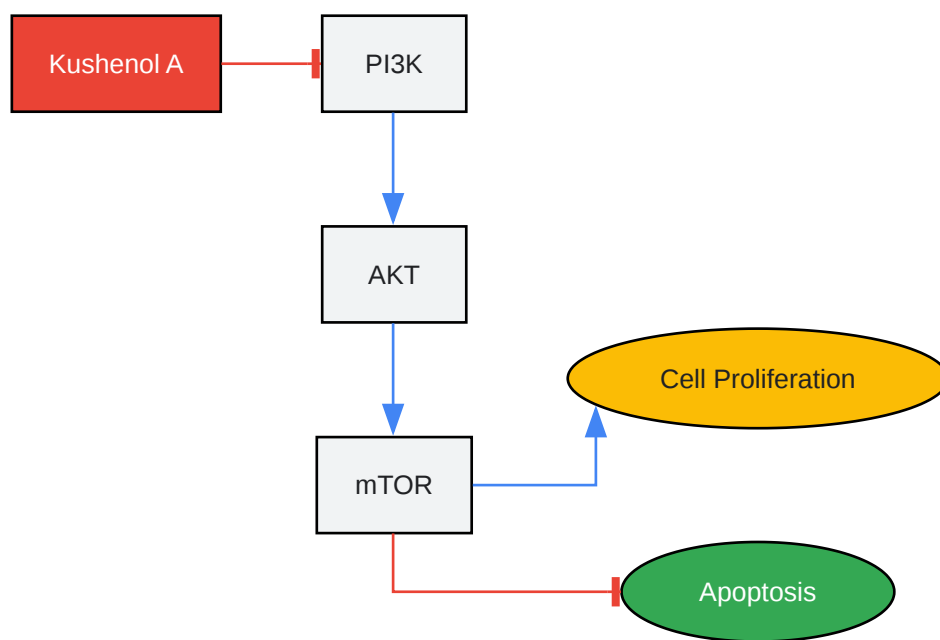 Kushenol A
PI3K
AKT
Cell Proliferation
mTOR
Apoptosis